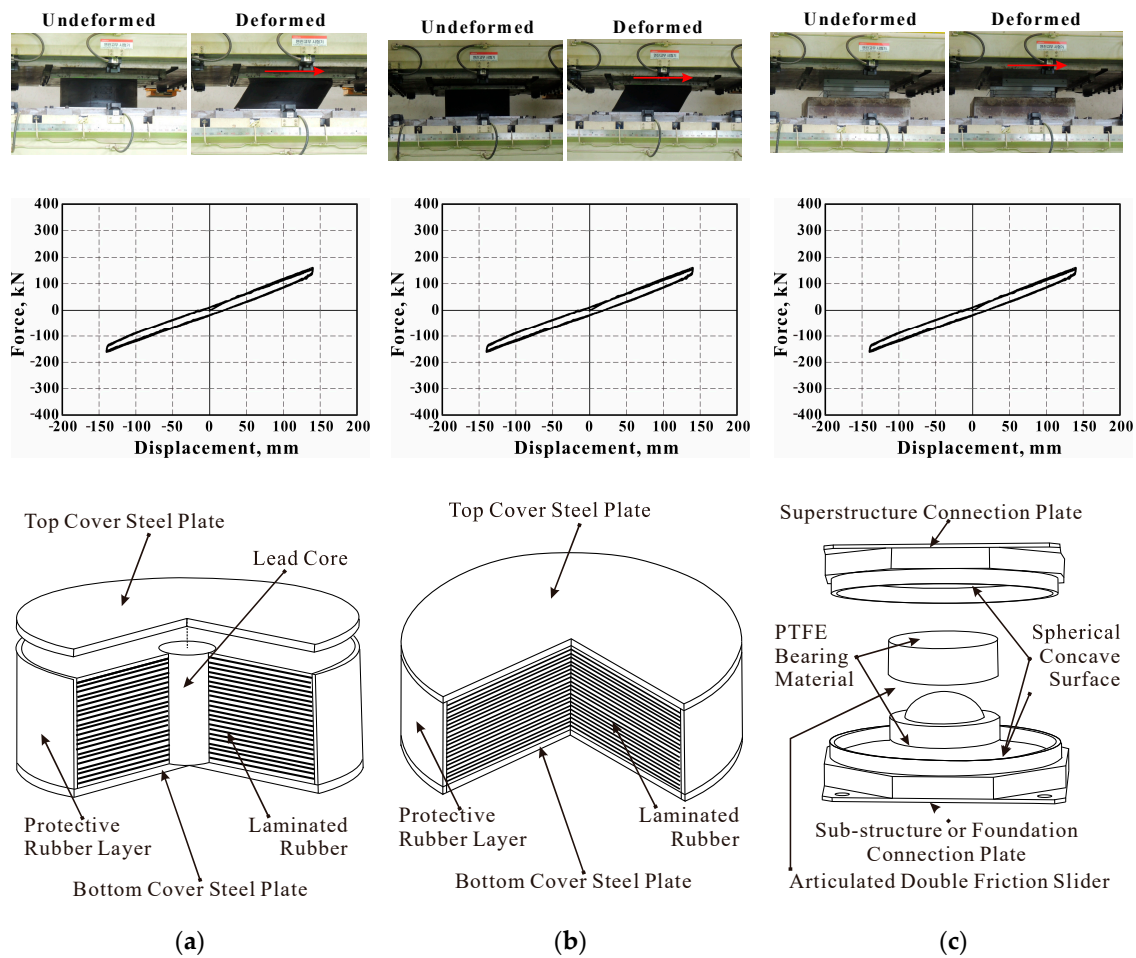 Undeformed Deformed
Undeformed Deformed
Undeformed Deformed
400
300
200
100
0
-100
-200
-300
-400
Force, kN
-200 -150 -100 -50 0 50 100 150 200
Displacement, mm
400
300
200
100
0
-100
-200
-300
-400
Force, kN
-200 -150 -100 -50 0 50 100 150 200
Displacement, mm
400
300
200
100
0
-100
-200
-300
-400
Force, kN
-200 -150 -100 -50 0 50 100 150 200
Displacement, mm
Top Cover Steel Plate
Lead Core
Protective
Rubber Layer
Laminated
Rubber
Bottom Cover Steel Plate
(a)
Top Cover Steel Plate
Protective
Rubber Layer
Laminated
Rubber
Bottom Cover Steel Plate
(b)
Superstructure Connection Plate
PTFE
Bearing
Material
Spherical
Concave
Surface
Sub-structure or Foundation
Connection Plate
Articulated Double Friction Slider
(c)